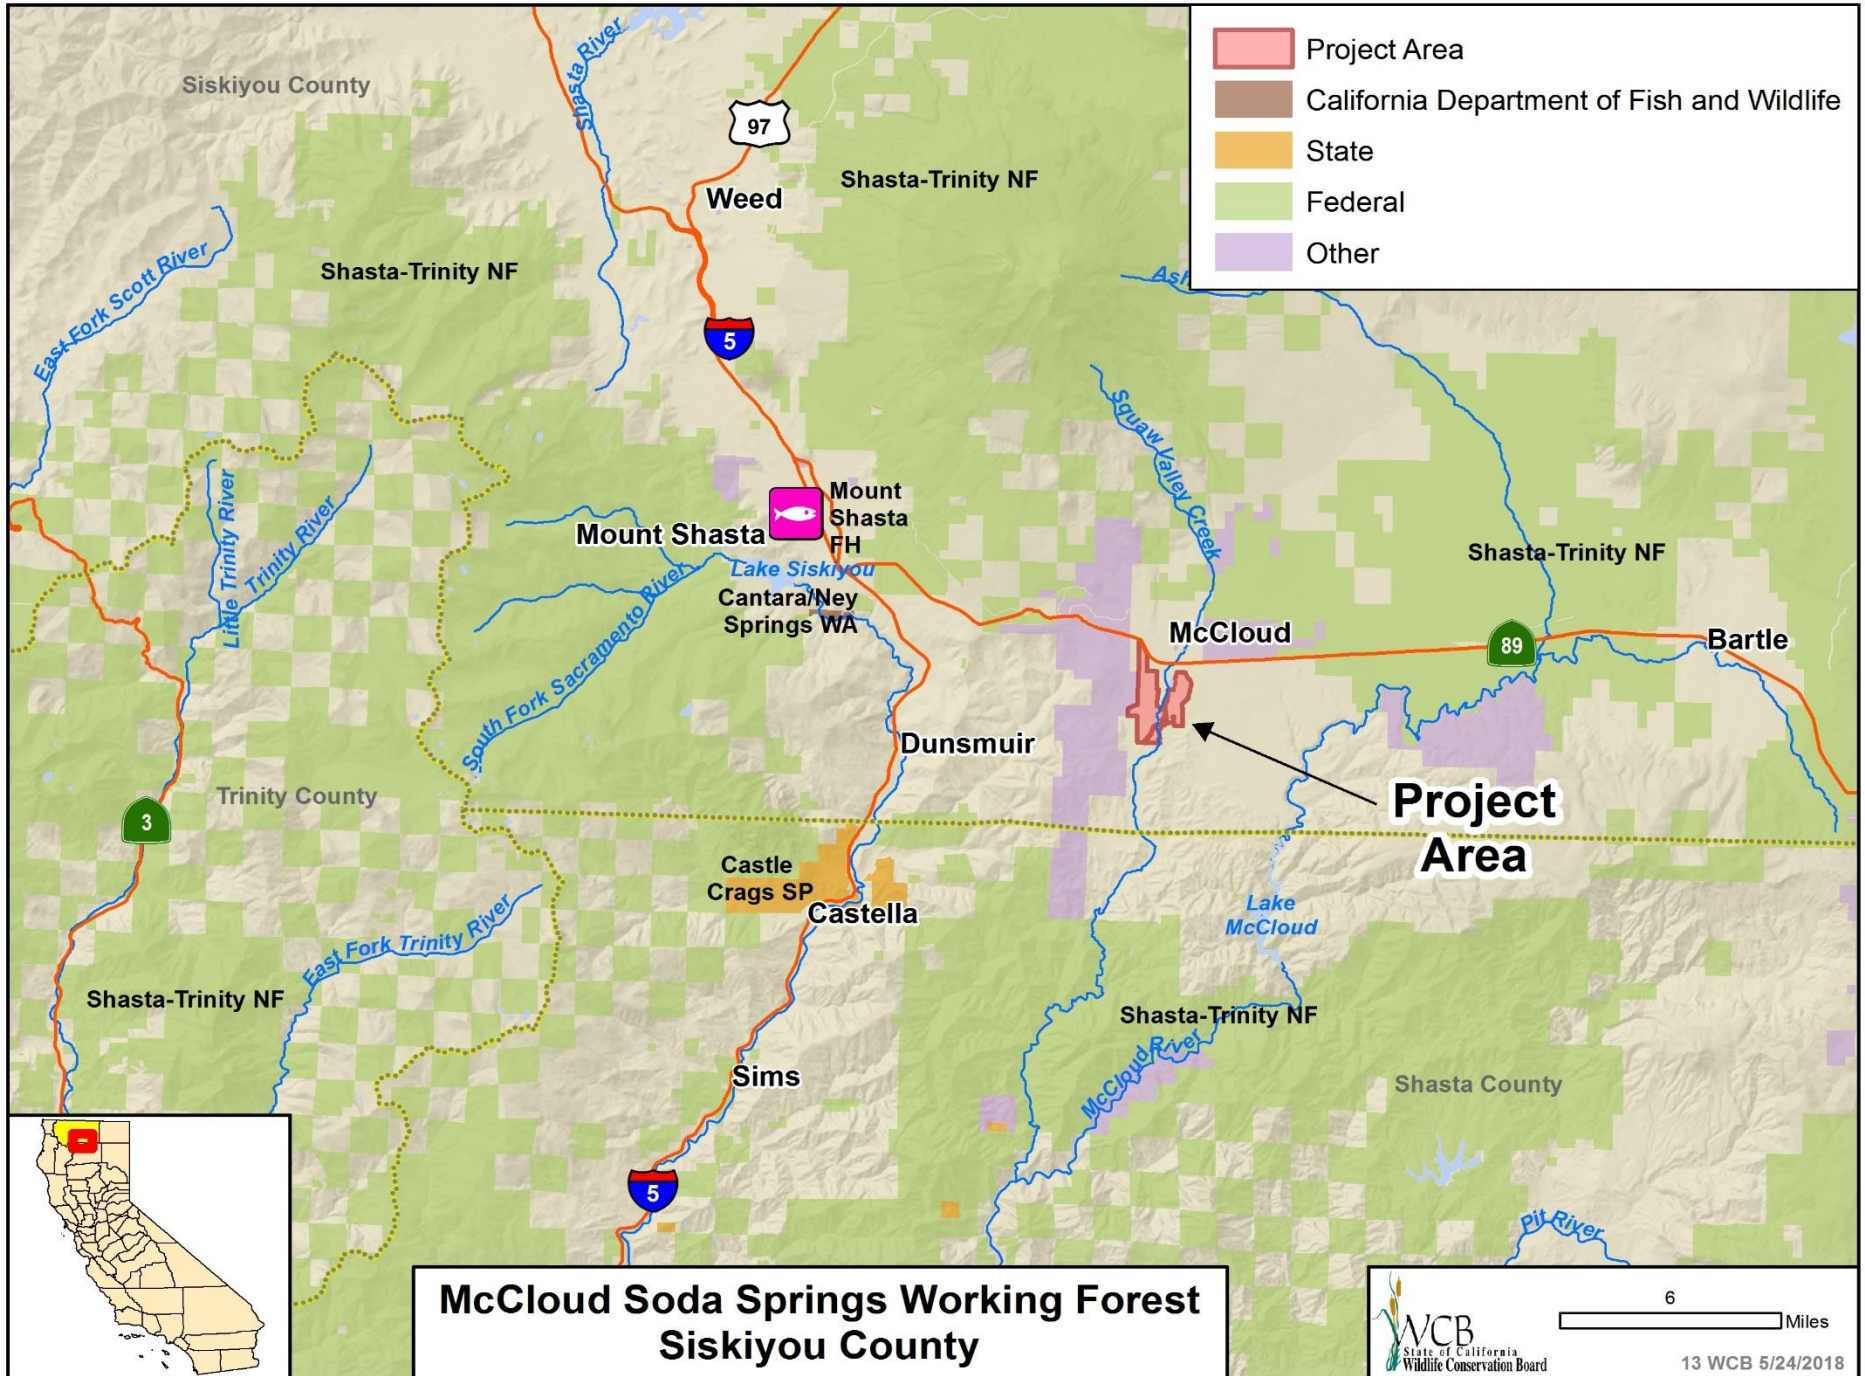 Project Area
California Department of Fish and Wildlife
State
Federal
Other
Siskiyou County
Shasta River
97
Weed
Shasta-Trinity NF
Shasta-Trinity NF
East Fork Scott River
Ash
5
Squaw Valley Creek
Little Trinity River
Trinity River
Mount Shasta
Mount
Shasta
FH
Lake Siskiyou
Cantara/Ney
Springs WA
South Fork Sacramento River
Shasta-Trinity NF
McCloud
89
Bartle
Dunsmuir
Project
Area
Trinity County
3
Castle
Crags SP
Castella
Lake
McCloud
East Fork Trinity River
Shasta-Trinity NF
Shasta-Trinity NF
McCloud River
Sims
Shasta County
5
Pit River
McCloud Soda Springs Working Forest
Siskiyou County
WCB
State of California
Wildlife Conservation Board
6
Miles
13 WCB 5/24/2018